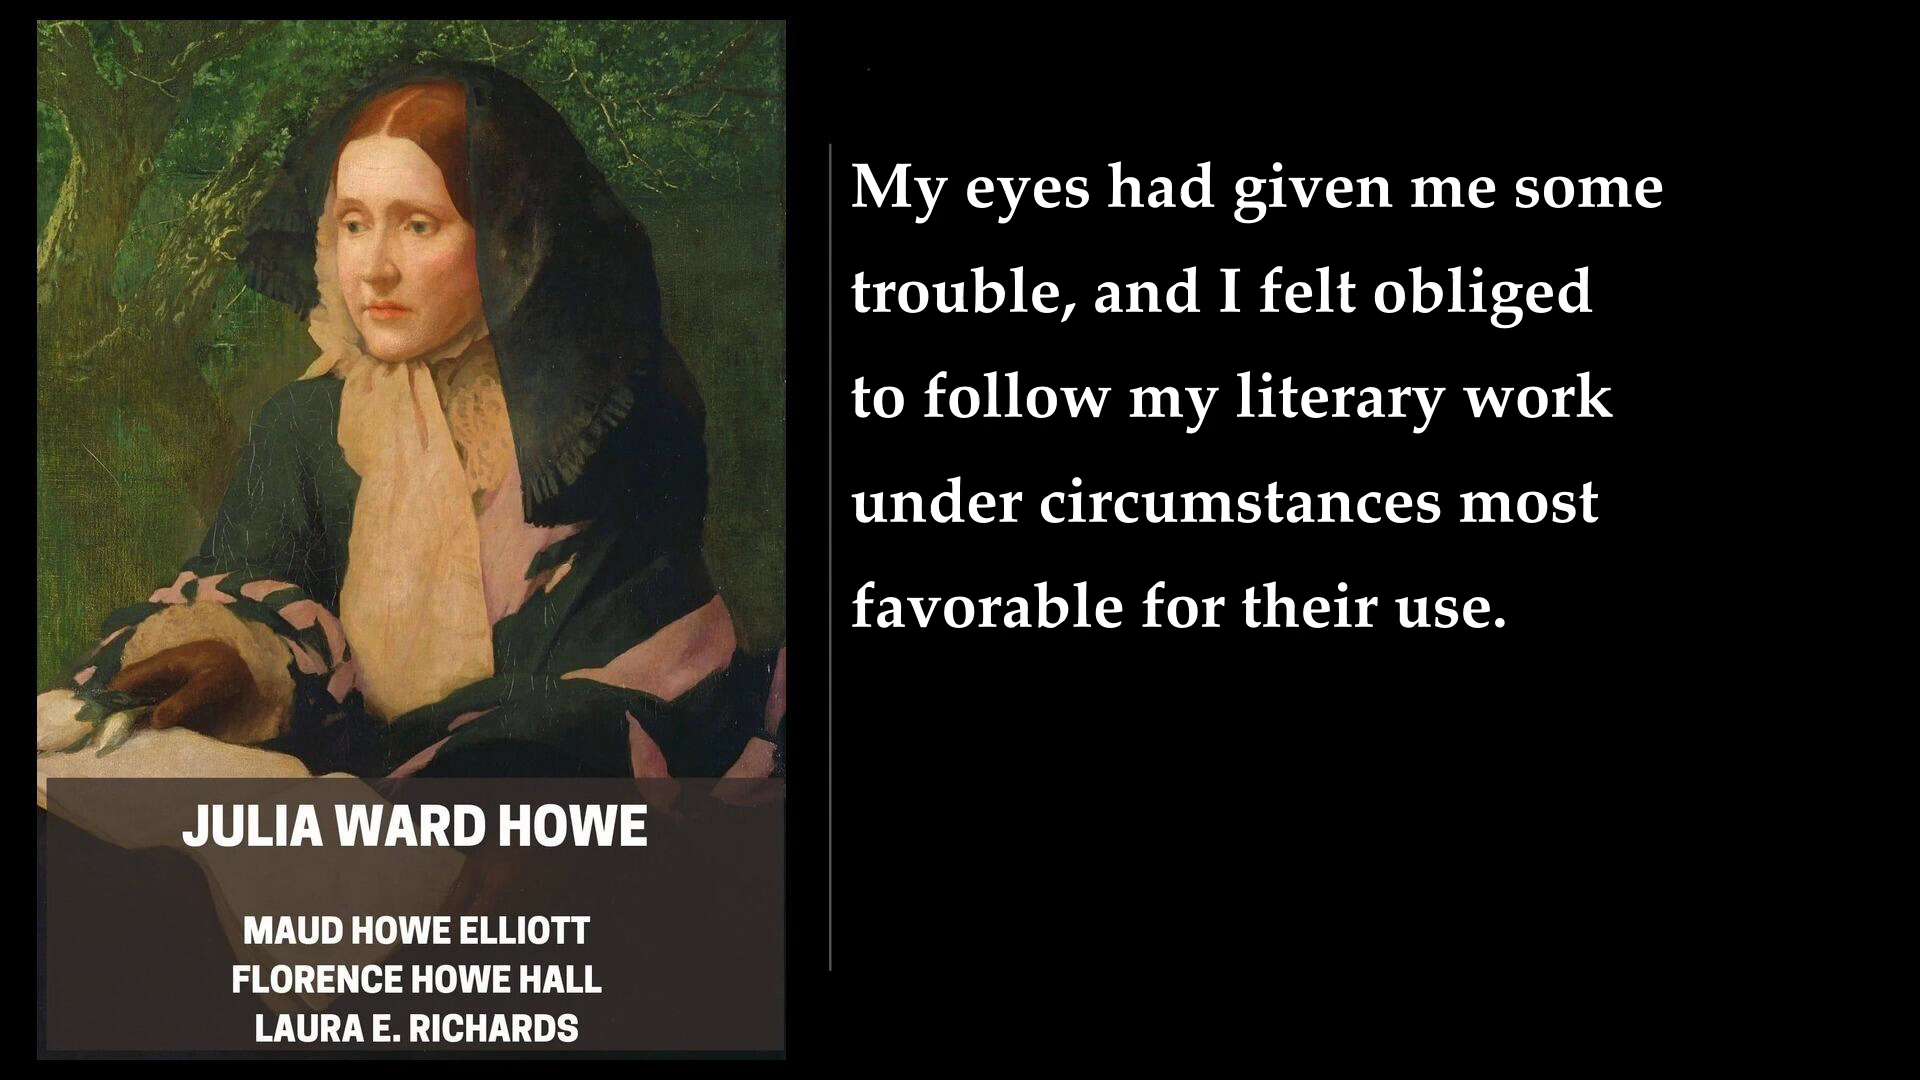 JULIA WARD HOWE
MAUD HOWE ELLIOTT
FLORENCE HOWE HALL
LAURA E. RICHARDS
My eyes had given me some
trouble, and I felt obliged
to follow my literary work
under circumstances most
favorable for their use.